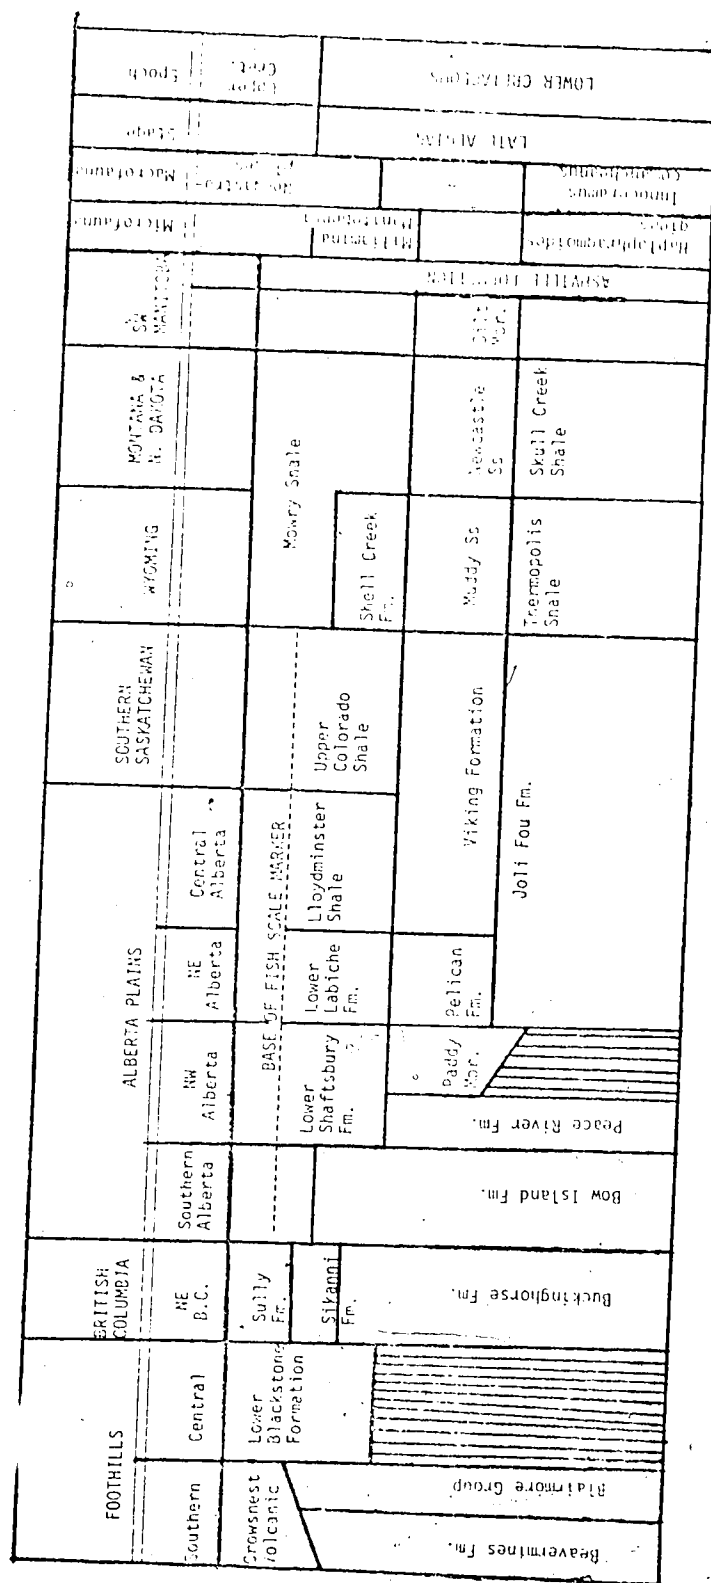 FOOTHILLS
Southern
Central
BRITISH
COLUMBIA
NE
B.C.
ALBERTA PLAINS
Southern
Alberta
NW
Alberta
NE
Alberta
Central
Alberta
SOUTHERN
SASKATCHEWAN
WYOMING
MONTANA &
N. DAKOTA
SW
MANITOBA
Microfauna
Macrofauna
Stage
Epoch
Crowsnest
Volcanic
Lower
Blackstone
Formation
Sully
Fm.
Sikanni
Fm.
BASE OF FISH SCALE MARKER
Lower
Shaftsbury
Fm.
Lower
Labiche
Fm.
Lloydminster
Shale
Upper
Colorado
Shale
Mowry Shale
Shell Creek
Fm.
Miliammina
Manitobensis
Cret.
Paddy
Mbr.
Pelican
Fm.
Viking Formation
Muddy Ss
Newcastle
Ss
Mbr.
ASHVILLE FORMATION
Beavermines Fm.
Blairmore Group
Buckinghorse Fm.
Bow Island Fm.
Peace River Fm.
Joli Fou Fm.
Thermopolis
Shale
Skull Creek
Shale
Haplophragmoides
gigas
Inoceramus
Comancheanus
LATE ALBIAN
LOWER CRETACEOUS